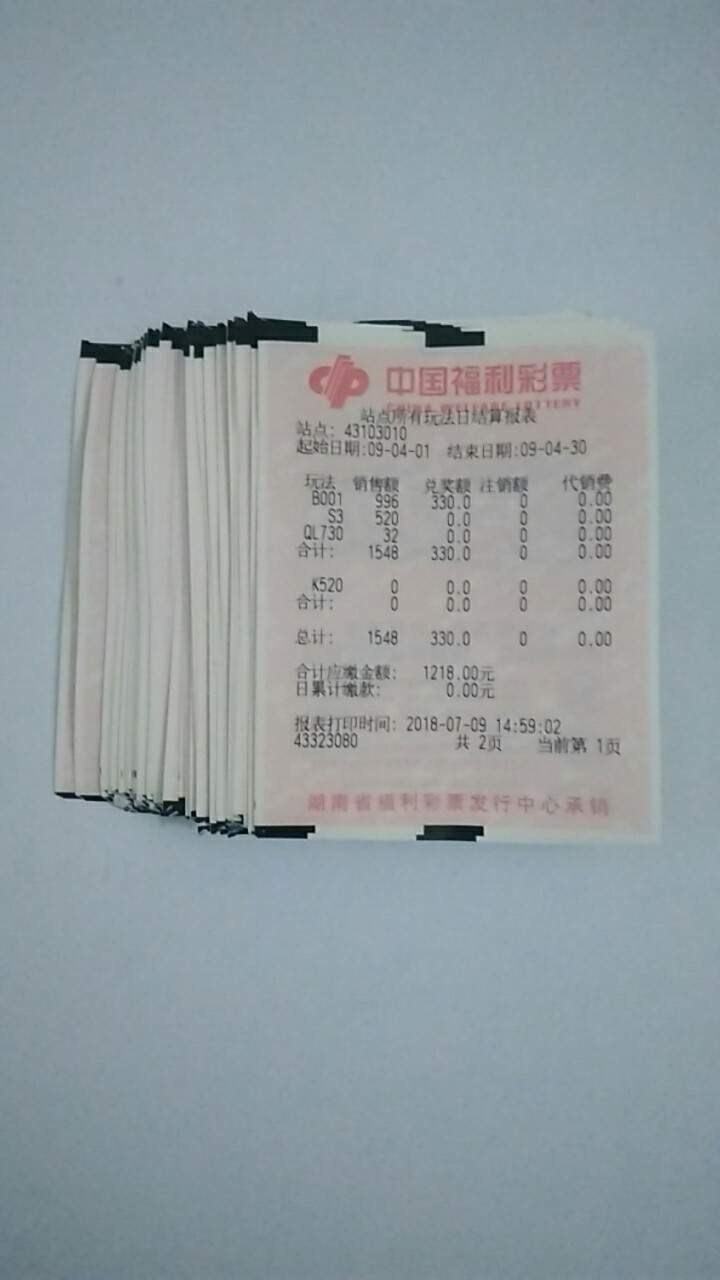 中国福利彩票
CHINA WELFARE LOTTERY
站点所有玩法日结算报表
站点: 43103010
起始日期:09-04-01 结束日期:09-04-30
玩法 销售额 兑奖额 注销额 代销费
B001 996 330.0 0 0.00
S3 520 0.0 0 0.00
QL730 32 0.0 0 0.00
合计: 1548 330.0 0 0.00
K520 0 0.0 0 0.00
合计: 0 0.0 0 0.00
总计: 1548 330.0 0 0.00
合计应缴金额: 1218.00元
日累计缴款: 0.00元
报表打印时间: 2018-07-09 14:59:02
43323080 共 2页 当前第 1页
湖南省福利彩票发行中心承销